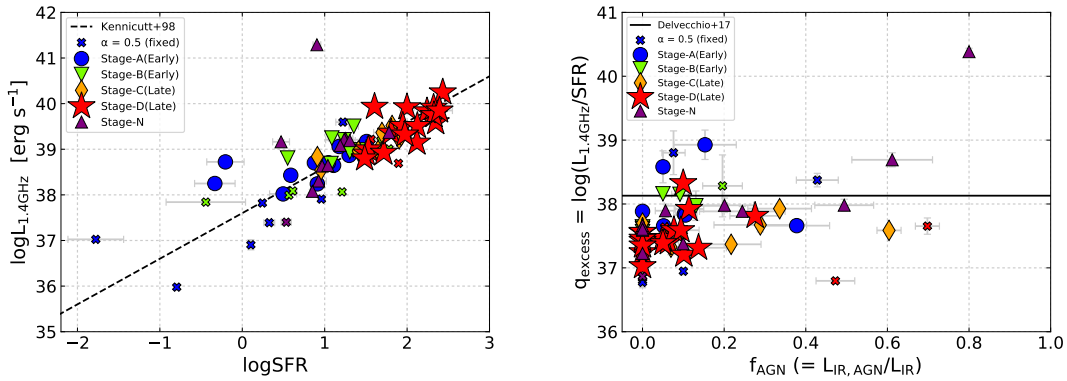 Kennicutt+98
α = 0.5 (fixed)
Stage-A(Early)
Stage-B(Early)
Stage-C(Late)
Stage-D(Late)
Stage-N
logL1.4GHz [erg s−1]
41
40
39
38
37
36
35
−2 −1 0 1 2 3
logSFR
Delvecchio+17
α = 0.5 (fixed)
Stage-A(Early)
Stage-B(Early)
Stage-C(Late)
Stage-D(Late)
Stage-N
qexcess = log(L1.4GHz/SFR)
41
40
39
38
37
36
0.0 0.2 0.4 0.6 0.8 1.0
fAGN (= LIR, AGN/LIR)